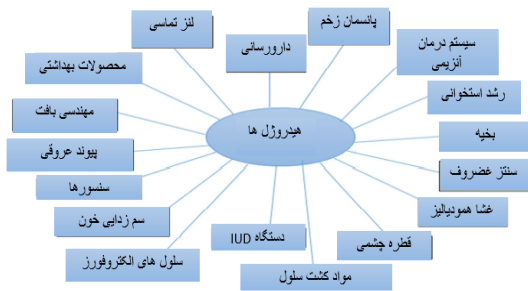 لنز تماسی
پانسمان زخم
دارورسانی
سیستم درمان
آنزیمی
محصولات بهداشتی
رشد استخوانی
مهندسی بافت
هیدروژل ها
بخیه
پیوند عروقی
سنتز غضروف
سنسورها
غشا همودیالیز
سم زدایی خون
دستگاه IUD
قطره چشمی
سلول های الکتروفورز
مواد کشت سلول